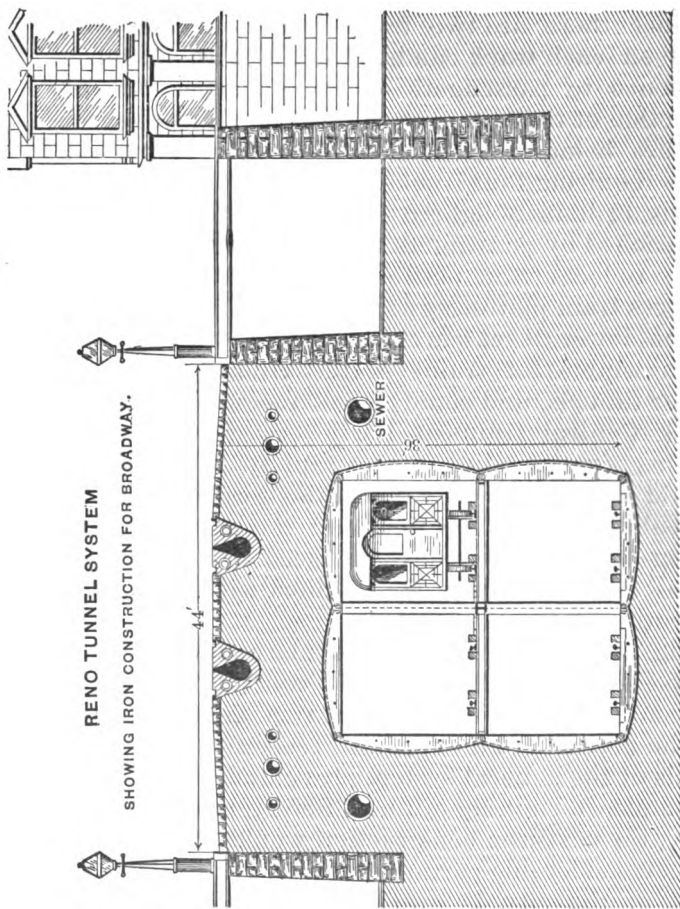 RENO TUNNEL SYSTEM
SHOWING IRON CONSTRUCTION FOR BROADWAY.
44'
SEWER
36